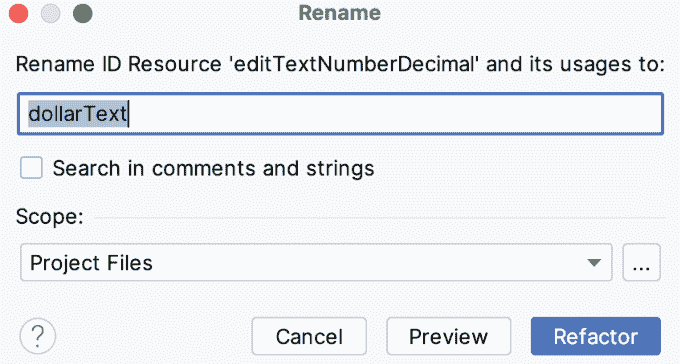 Rename
Rename ID Resource 'editTextNumberDecimal' and its usages to:
dollarText
Search in comments and strings
Scope:
Project Files
...
?
Cancel
Preview
Refactor